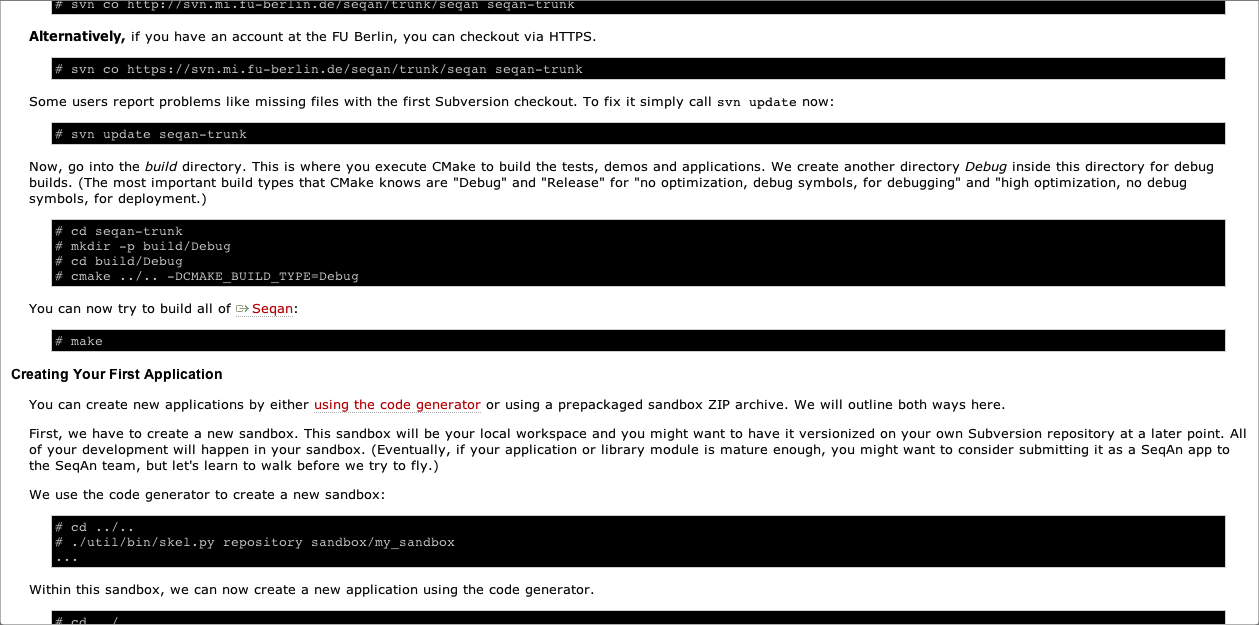 # svn co http://svn.mi.fu-berlin.de/seqan/trunk/seqan seqan-trunk
Alternatively, if you have an account at the FU Berlin, you can checkout via HTTPS.
# svn co https://svn.mi.fu-berlin.de/seqan/trunk/seqan seqan-trunk
Some users report problems like missing files with the first Subversion checkout. To fix it simply call svn update now:
# svn update seqan-trunk
Now, go into the build directory. This is where you execute CMake to build the tests, demos and applications. We create another directory Debug inside this directory for debug
builds. (The most important build types that CMake knows are "Debug" and "Release" for "no optimization, debug symbols, for debugging" and "high optimization, no debug
symbols, for deployment.)
# cd seqan-trunk
# mkdir -p build/Debug
# cd build/Debug
# cmake ../.. -DCMAKE_BUILD_TYPE=Debug
You can now try to build all of Seqan:
# make
Creating Your First Application
You can create new applications by either using the code generator or using a prepackaged sandbox ZIP archive. We will outline both ways here.
First, we have to create a new sandbox. This sandbox will be your local workspace and you might want to have it versionized on your own Subversion repository at a later point. All
of your development will happen in your sandbox. (Eventually, if your application or library module is mature enough, you might want to consider submitting it as a SeqAn app to
the SeqAn team, but let's learn to walk before we try to fly.)
We use the code generator to create a new sandbox:
# cd ../..
# ./util/bin/skel.py repository sandbox/my_sandbox
...
Within this sandbox, we can now create a new application using the code generator.
# cd